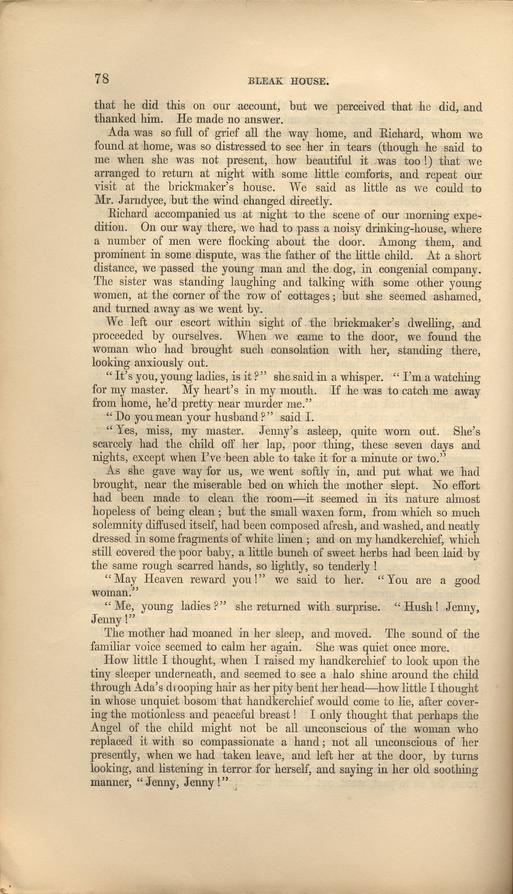 78 BLEAK HOUSE.
that he did this on our account, but we perceived that he did, and
thanked him. He made no answer.
Ada was so full of grief all the way home, and Richard, whom we
found at home, was so distressed to see her in tears (though he said to
me when she was not present, how beautiful it was too!) that we
arranged to return at night with some little comforts, and repeat our
visit at the brickmaker's house. We said as little as we could to
Mr. Jarndyce, but the wind changed directly.
Richard accompanied us at night to the scene of our morning expe-
dition. On our way there, we had to pass a noisy drinking-house, where
a number of men were flocking about the door. Among them, and
prominent in some dispute, was the father of the little child. At a short
distance, we passed the young man and the dog, in congenial company.
The sister was standing laughing and talking with some other young
women, at the corner of the row of cottages; but she seemed ashamed,
and turned away as we went by.
We left our escort within sight of the brickmaker's dwelling, and
proceeded by ourselves. When we came to the door, we found the
woman who had brought such consolation with her, standing there,
looking anxiously out.
"It's you, young ladies, is it?" she said in a whisper. "I'm a watching
for my master. My heart's in my mouth. If he was to catch me away
from home, he'd pretty near murder me."
"Do you mean your husband?" said I.
"Yes, miss, my master. Jenny's asleep, quite worn out. She's
scarcely had the child off her lap, poor thing, these seven days and
nights, except when I've been able to take it for a minute or two."
As she gave way for us, we went softly in, and put what we had
brought, near the miserable bed on which the mother slept. No effort
had been made to clean the room—it seemed in its nature almost
hopeless of being clean; but the small waxen form, from which so much
solemnity diffused itself, had been composed afresh, and washed, and neatly
dressed in some fragments of white linen; and on my handkerchief, which
still covered the poor baby, a little bunch of sweet herbs had been laid by
the same rough scarred hands, so lightly, so tenderly!
"May Heaven reward you!" we said to her. "You are a good
woman."
"Me, young ladies?" she returned with surprise. "Hush! Jenny,
Jenny!"
The mother had moaned in her sleep, and moved. The sound of the
familiar voice seemed to calm her again. She was quiet once more.
How little I thought, when I raised my handkerchief to look upon the
tiny sleeper underneath, and seemed to see a halo shine around the child
through Ada's drooping hair as her pity bent her head—how little I thought
in whose unquiet bosom that handkerchief would come to lie, after cover-
ing the motionless and peaceful breast! I only thought that perhaps the
Angel of the child might not be all unconscious of the woman who
replaced it with so compassionate a hand; not all unconscious of her
presently, when we had taken leave, and left her at the door, by turns
looking, and listening in terror for herself, and saying in her old soothing
manner, "Jenny, Jenny!"